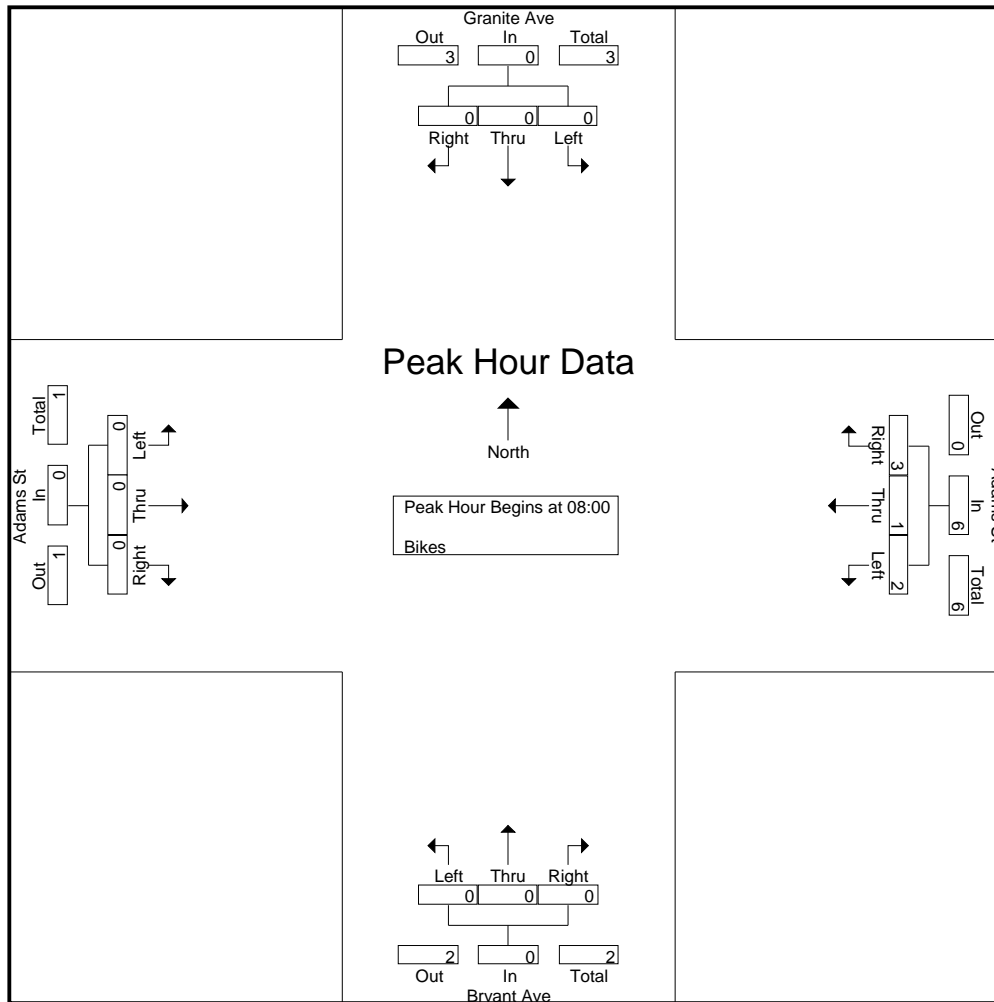 Granite Ave
Out In Total
3 0 3
0 0 0
Right Thru Left
Peak Hour Data
North
Peak Hour Begins at 08:00
Bikes
Adams St
Total In Out
1 0 1
0 0 0
Left Thru Right
Right Thru Left
3 1 2
0 6 6
Out In Total
Left Thru Right
0 0 0
2 0 2
Out In Total
Bryant Ave